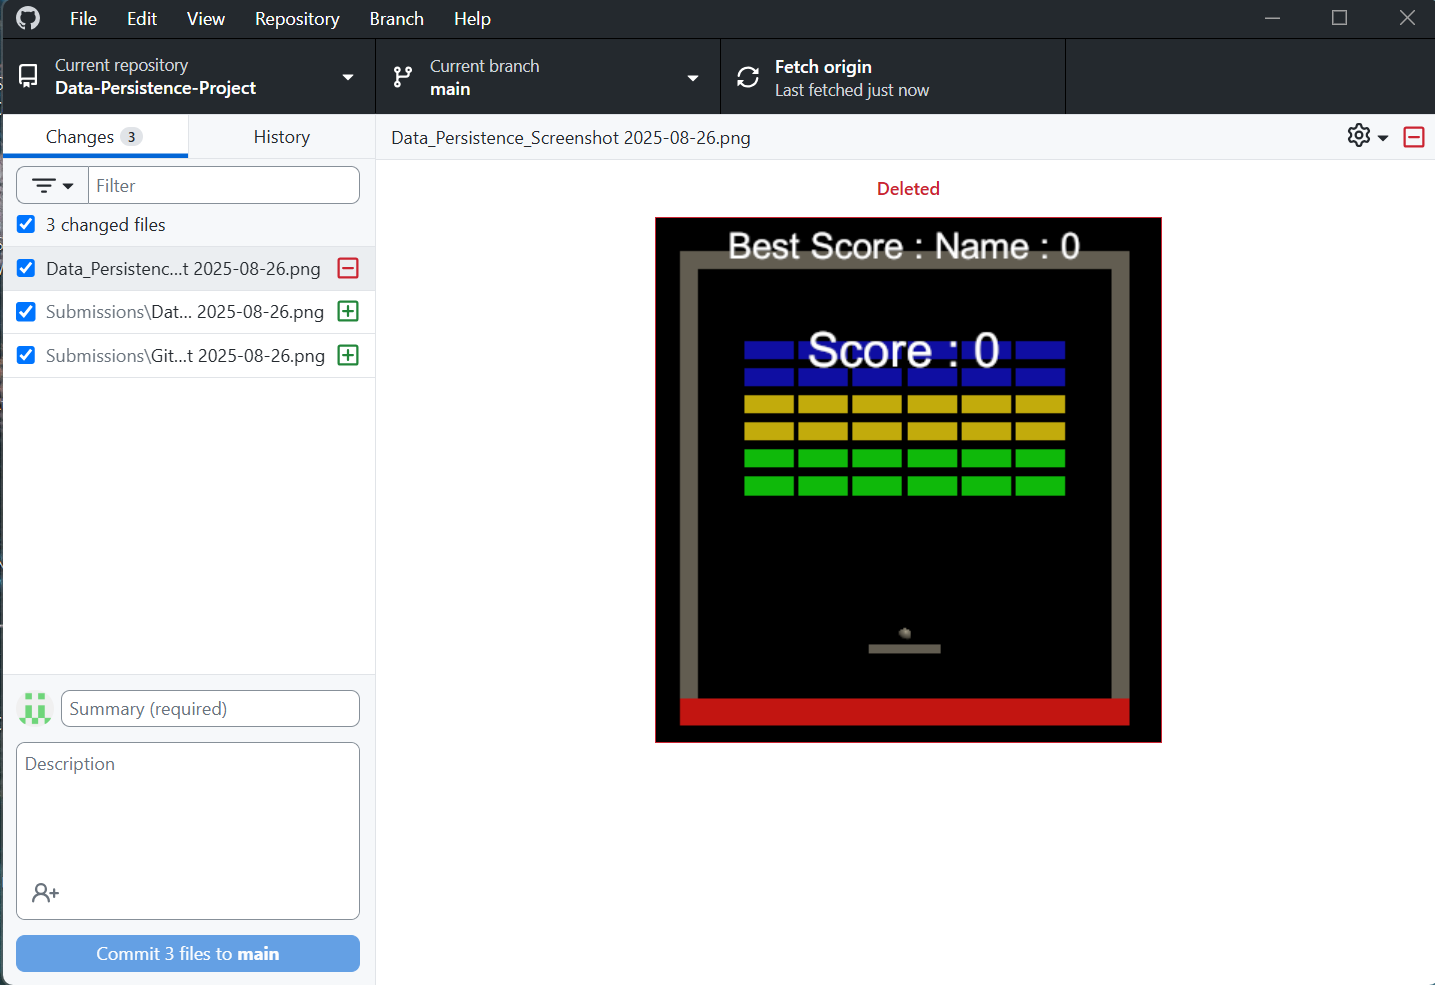 File Edit View Repository Branch Help
Current repository
Data-Persistence-Project
Current branch
main
Fetch origin
Last fetched just now
Changes 3
History
Data_Persistence_Screenshot 2025-08-26.png
Filter
3 changed files
Data_Persistenc...t 2025-08-26.png
Submissions\Dat... 2025-08-26.png
Submissions\Git...t 2025-08-26.png
Deleted
Best Score : Name : 0
Score : 0
Summary (required)
Description
Commit 3 files to main